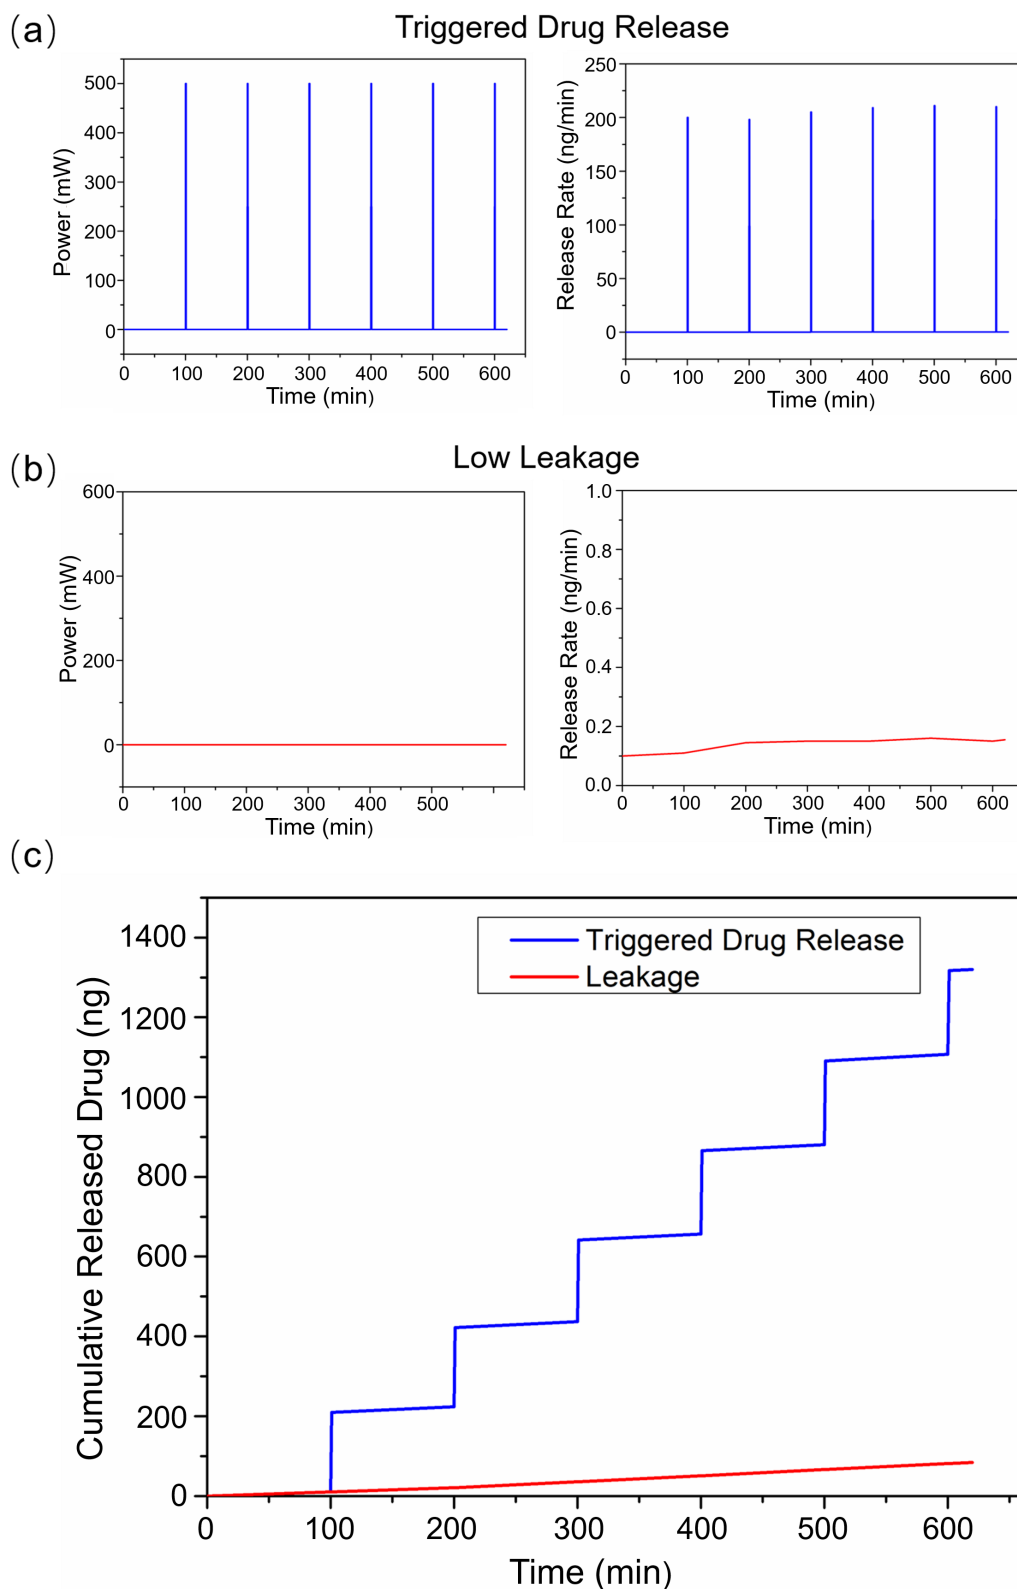 (a)
Triggered Drug Release
Power (mW)
500
400
300
200
100
0
0 100 200 300 400 500 600
Time (min)
Release Rate (ng/min)
250
200
150
100
50
0
0 100 200 300 400 500 600
Time (min)
(b)
Low Leakage
Power (mW)
600
400
200
0
0 100 200 300 400 500
Time (min)
Release Rate (ng/min)
1.0
0.8
0.6
0.4
0.2
0.0
0 100 200 300 400 500 600
Time (min)
(c)
Cumulative Released Drug (ng)
1400
1200
1000
800
600
400
200
0
Triggered Drug Release
Leakage
0 100 200 300 400 500 600
Time (min)